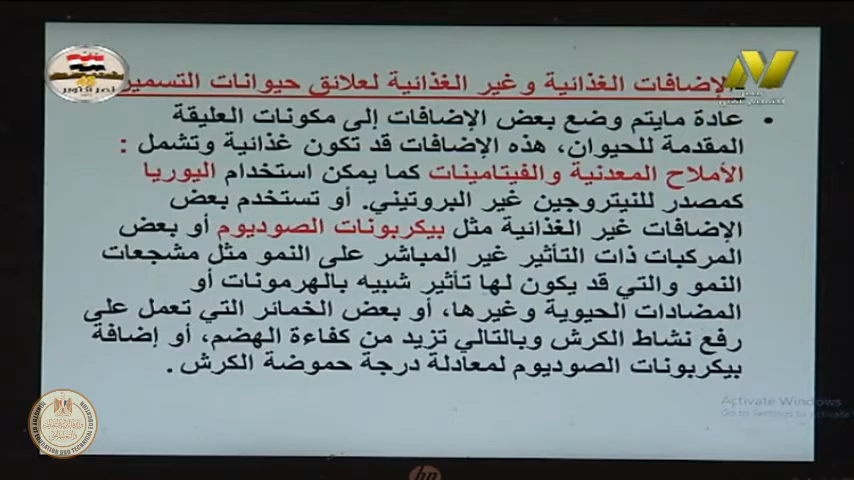 الإضافات الغذائية وغير الغذائية لعلائق حيوانات التسمين
• عادة مايتم وضع بعض الإضافات إلى مكونات العليقة
المقدمة للحيوان، هذه الإضافات قد تكون غذائية وتشمل :
الأملاح المعدنية والفيتامينات كما يمكن استخدام اليوريا
كمصدر للنيتروجين غير البروتيني. أو تستخدم بعض
الإضافات غير الغذائية مثل بيكربونات الصوديوم أو بعض
المركبات ذات التأثير غير المباشر على النمو مثل مشجعات
النمو والتي قد يكون لها تأثير شبيه بالهرمونات أو
المضادات الحيوية وغيرها، أو بعض الخمائر التي تعمل على
رفع نشاط الكرش وبالتالي تزيد من كفاءة الهضم، أو إضافة
بيكربونات الصوديوم لمعادلة درجة حموضة الكرش .
Activate Windows
Go to Settings to activate
hp